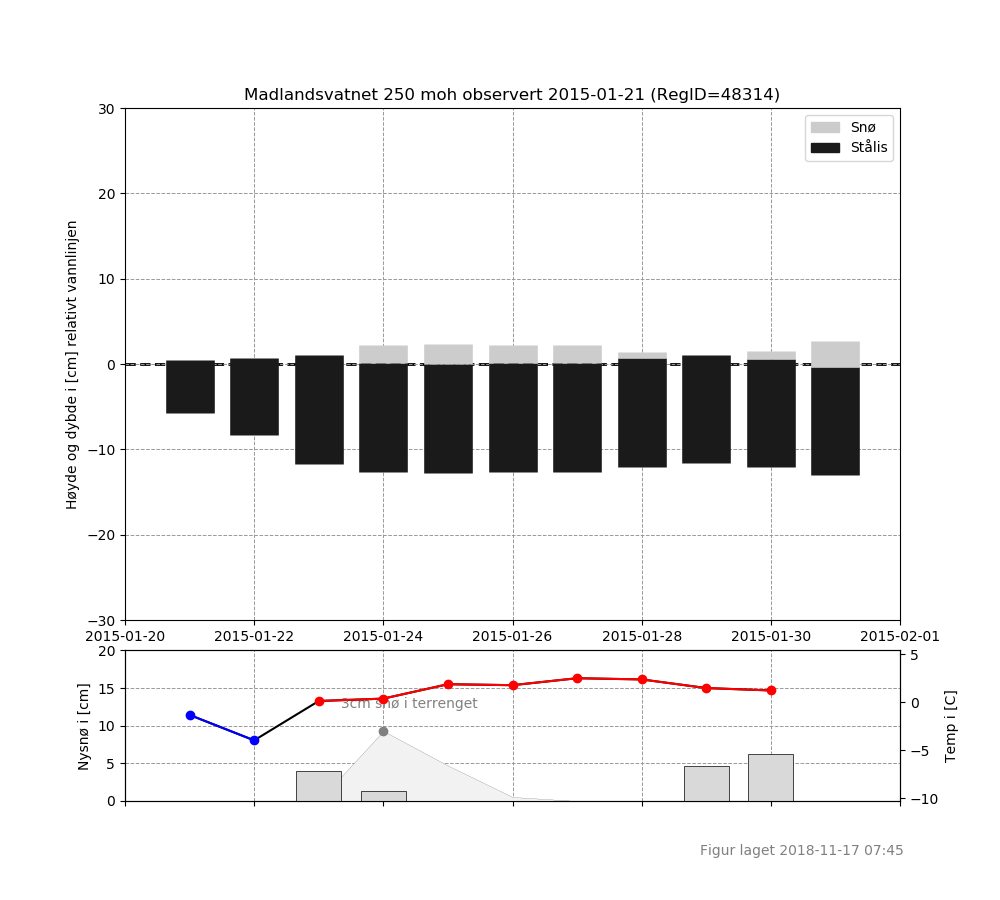 Madlandsvatnet 250 moh observert 2015-01-21 (RegID=48314)
Snø
Stålis
Høyde og dybde i [cm] relativt vannlinjen
30
20
10
0
−10
−20
−30
2015-01-20 2015-01-22 2015-01-24 2015-01-26 2015-01-28 2015-01-30 2015-02-01
Nysnø i [cm]
20
15
10
5
0
3cm snø i terrenget
5
0
−5
−10
Temp i [C]
Figur laget 2018-11-17 07:45